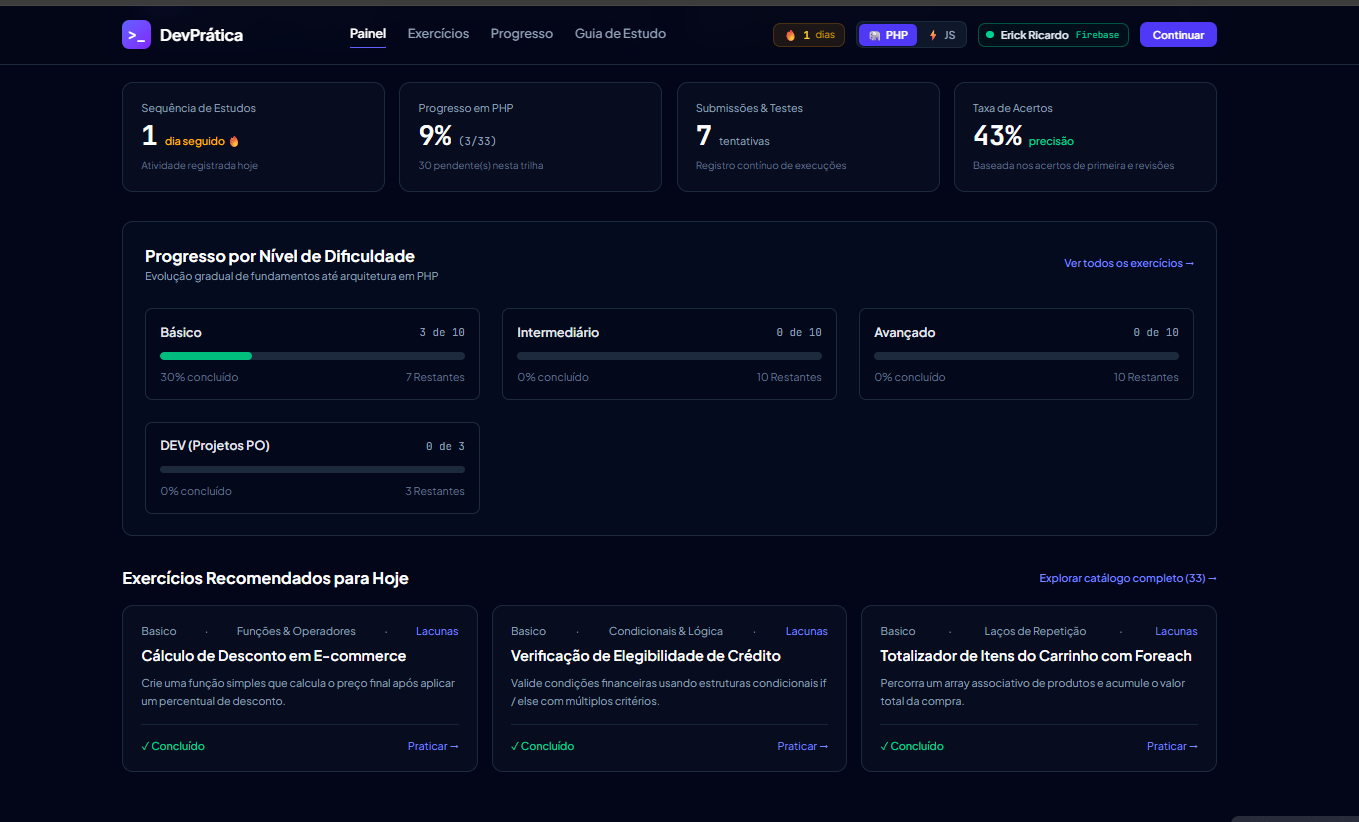 >_ DevPrática Painel Exercícios Progresso Guia de Estudo 🔥 1 dias 🐘 PHP ⚡ JS Erick Ricardo Firebase Continuar
Sequência de Estudos
1 dia seguido 🔥
Atividade registrada hoje
Progresso em PHP
9% (3/33)
30 pendente(s) nesta trilha
Submissões & Testes
7 tentativas
Registro contínuo de execuções
Taxa de Acertos
43% precisão
Baseada nos acertos de primeira e revisões
Progresso por Nível de Dificuldade
Evolução gradual de fundamentos até arquitetura em PHP
Ver todos os exercícios →
Básico 3 de 10
30% concluído 7 Restantes
Intermediário 0 de 10
0% concluído 10 Restantes
Avançado 0 de 10
0% concluído 10 Restantes
DEV (Projetos PO) 0 de 3
0% concluído 3 Restantes
Exercícios Recomendados para Hoje
Explorar catálogo completo (33) →
Basico · Funções & Operadores · Lacunas
Cálculo de Desconto em E-commerce
Crie uma função simples que calcula o preço final após aplicar
um percentual de desconto.
✓ Concluído Praticar →
Basico · Condicionais & Lógica · Lacunas
Verificação de Elegibilidade de Crédito
Valide condições financeiras usando estruturas condicionais if
/ else com múltiplos critérios.
✓ Concluído Praticar →
Basico · Laços de Repetição · Lacunas
Totalizador de Itens do Carrinho com Foreach
Percorra um array associativo de produtos e acumule o valor
total da compra.
✓ Concluído Praticar →